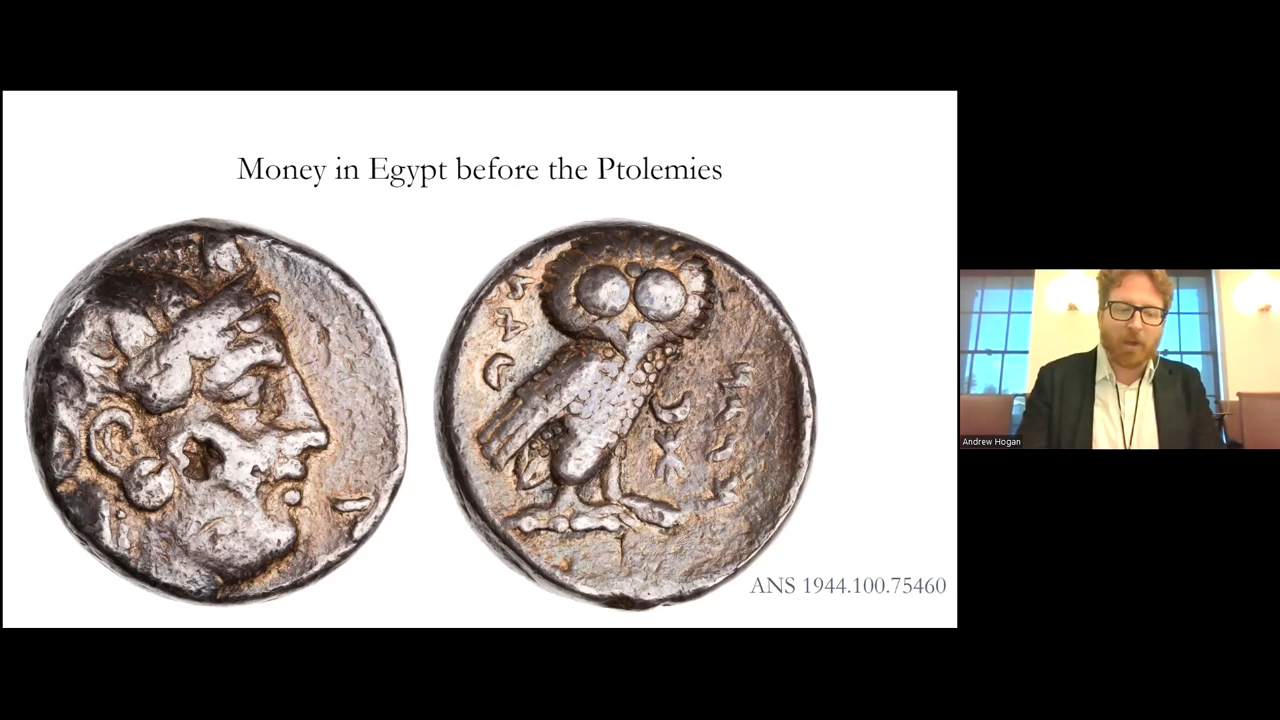 Money in Egypt before the Ptolemies
ANS 1944.100.75460
Andrew Hogan